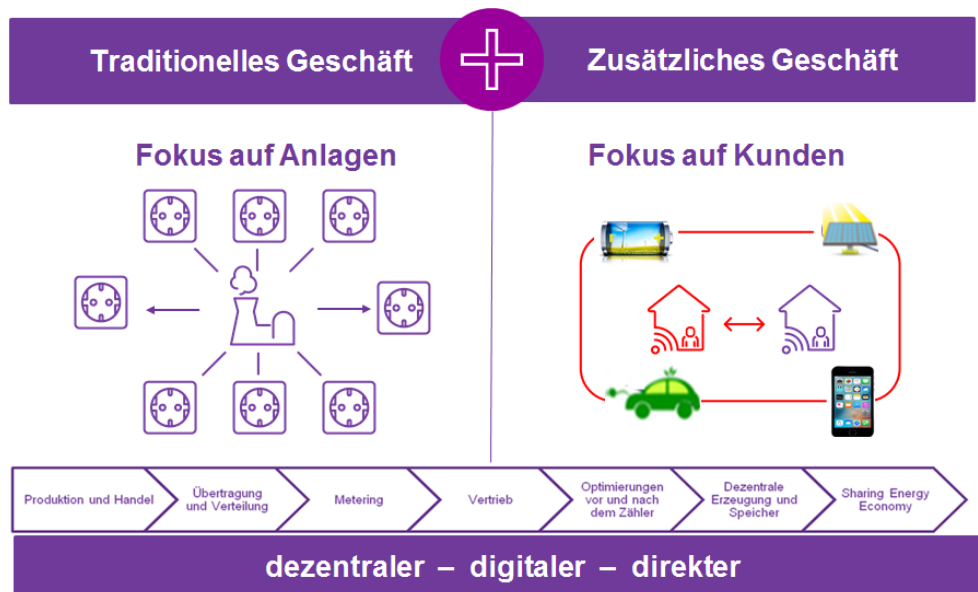 Traditionelles Geschäft
Zusätzliches Geschäft
Fokus auf Anlagen
Fokus auf Kunden
Produktion und Handel
Übertragung
und Verteilung
Metering
Vertrieb
Optimierungen
vor und nach
dem Zähler
Dezentrale
Erzeugung und
Speicher
Sharing Energy
Economy
dezentraler – digitaler – direkter